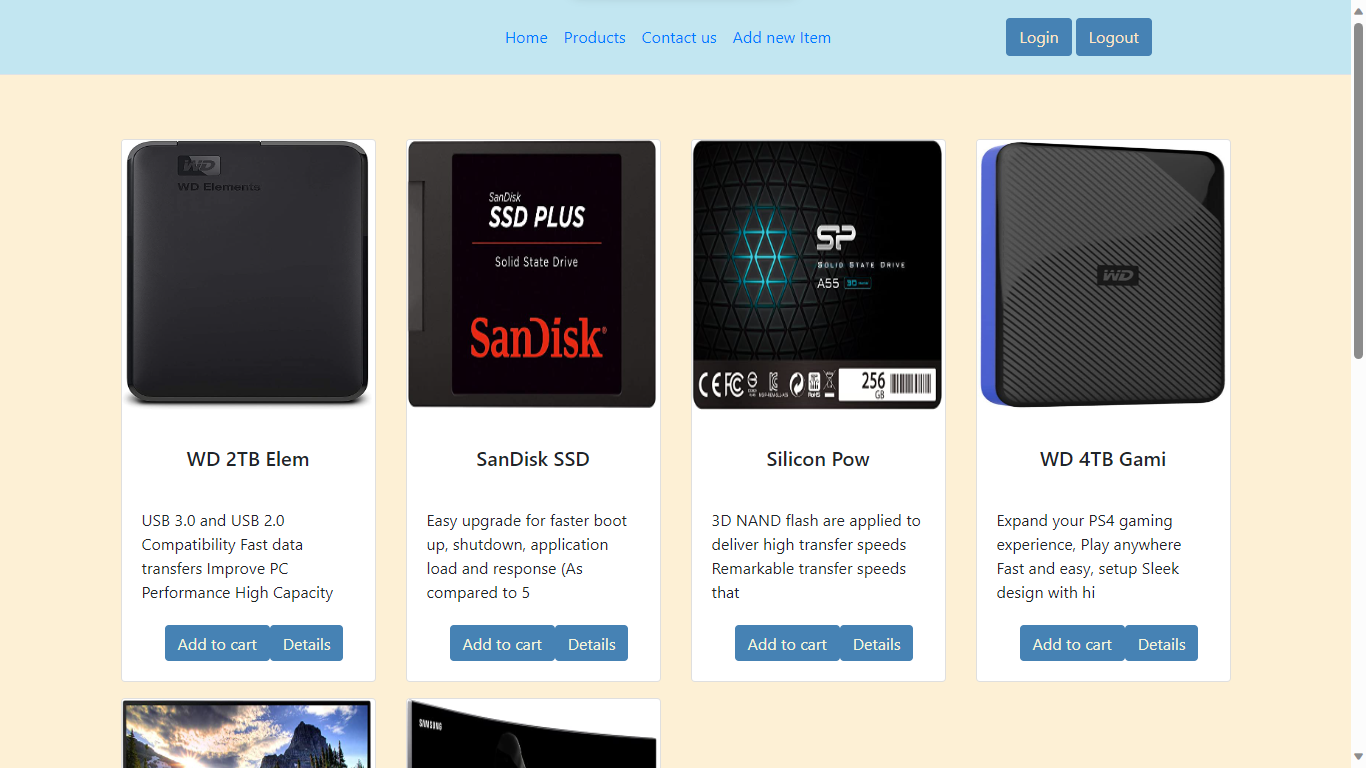 Home Products Contact us Add new Item Login Logout
WD
WD Elements
SanDisk
SSD PLUS
Solid State Drive
SanDisk
SP
SOLID STATE DRIVE
A55 3D NAND
256
GB
RoHS
WD
WD 2TB Elem
USB 3.0 and USB 2.0
Compatibility Fast data
transfers Improve PC
Performance High Capacity
Add to cart Details
SanDisk SSD
Easy upgrade for faster boot
up, shutdown, application
load and response (As
compared to 5
Add to cart Details
Silicon Pow
3D NAND flash are applied to
deliver high transfer speeds
Remarkable transfer speeds
that
Add to cart Details
WD 4TB Gami
Expand your PS4 gaming
experience, Play anywhere
Fast and easy, setup Sleek
design with hi
Add to cart Details
SAMSUNG